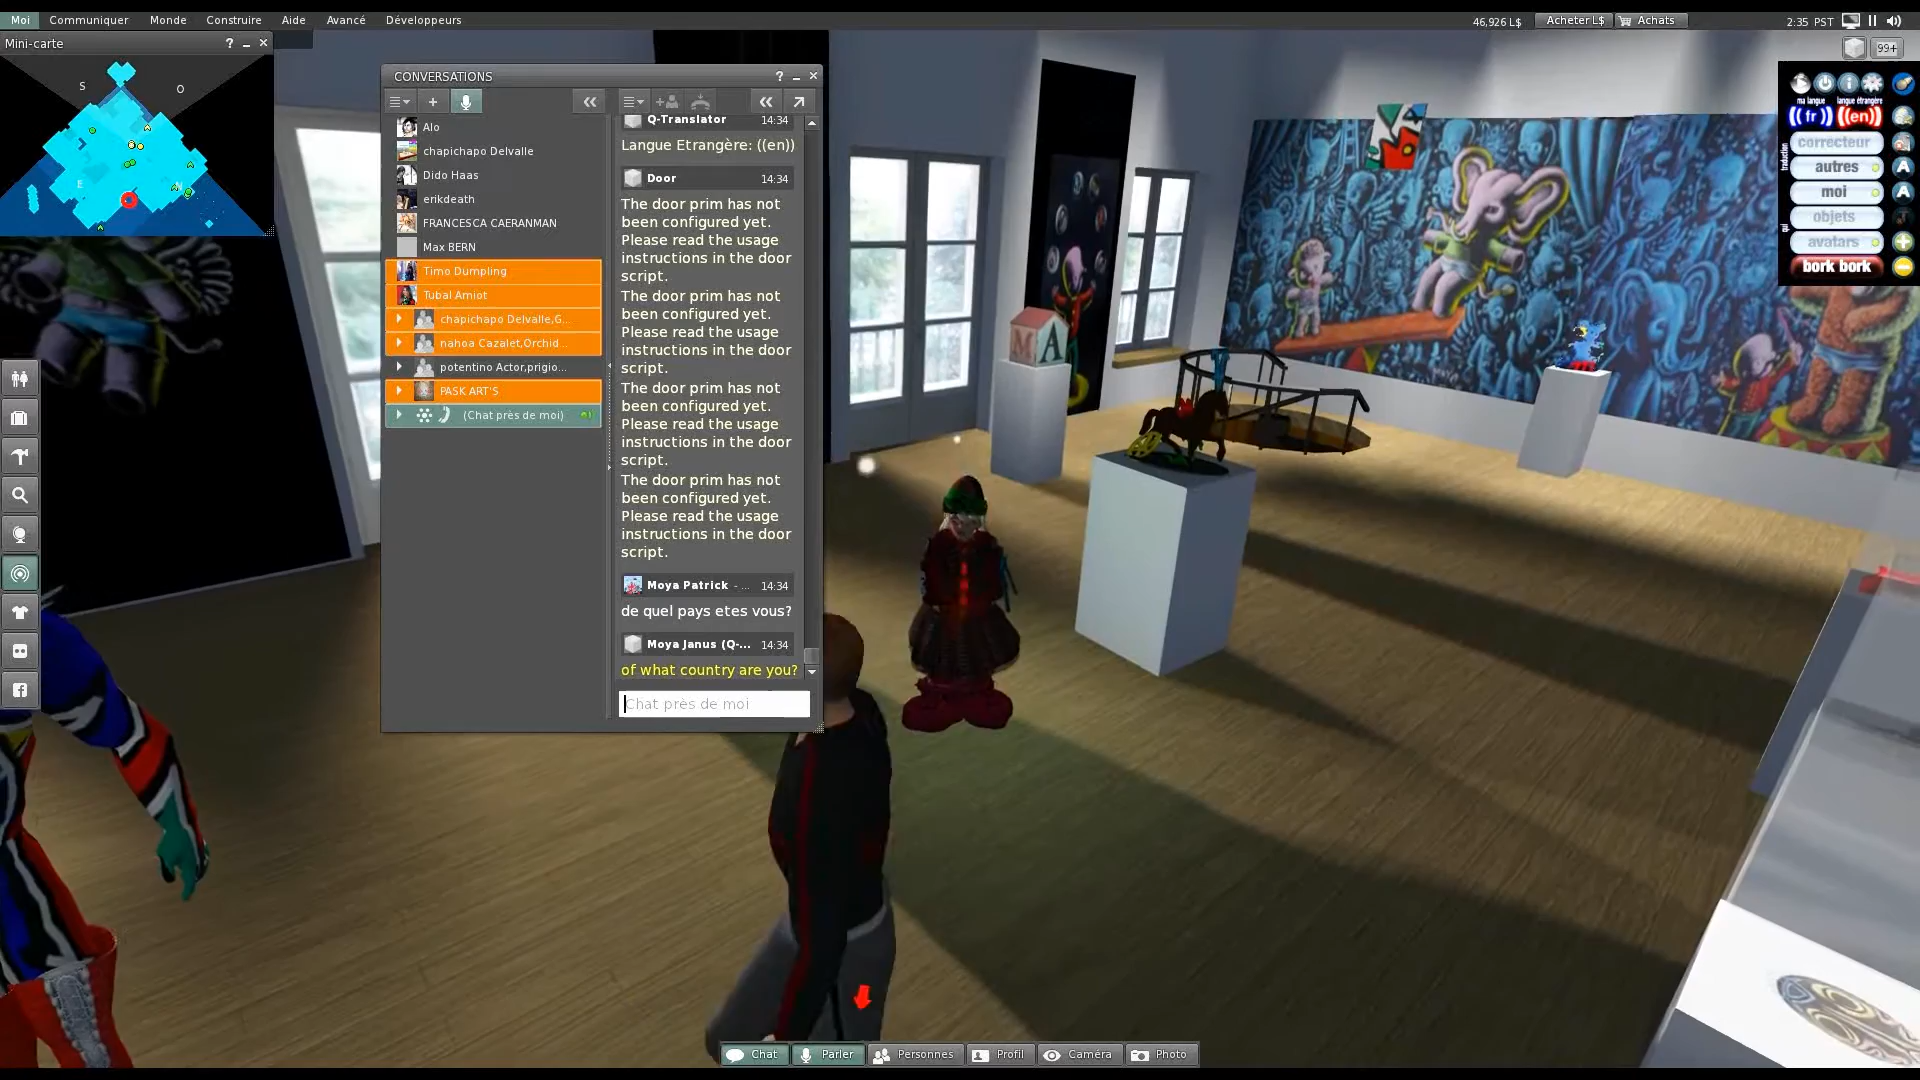 Moi Communiquer Monde Construire Aide Avancé Développeurs
46,926 L$ Acheter L$ Achats 2:35 PST
Mini-carte
? _ ×
99+
S O
E N
CONVERSATIONS
Alo
chapichapo Delvalle
Dido Haas
erikdeath
FRANCESCA CAERANMAN
Max BERN
Timo Dumpling
Tubal Amiot
chapichapo Delvalle,G...
nahoa Cazalet,Orchid...
potentino Actor,prigio...
PASK ART'S
(Chat près de moi)
Q-Translator 14:34
Langue Etrangère: ((en))
Door 14:34
The door prim has not
been configured yet.
Please read the usage
instructions in the door
script.
The door prim has not
been configured yet.
Please read the usage
instructions in the door
script.
The door prim has not
been configured yet.
Please read the usage
instructions in the door
script.
The door prim has not
been configured yet.
Please read the usage
instructions in the door
script.
Moya Patrick - ... 14:34
de quel pays etes vous?
Moya Janus (Q-... 14:34
of what country are you?
Chat près de moi
ma langue langue étrangère
((fr)) ((en))
traduction
correcteur
autres A
moi A
qui
objets
avatars
bork bork
M A
Chat Parler Personnes Profil Caméra Photo